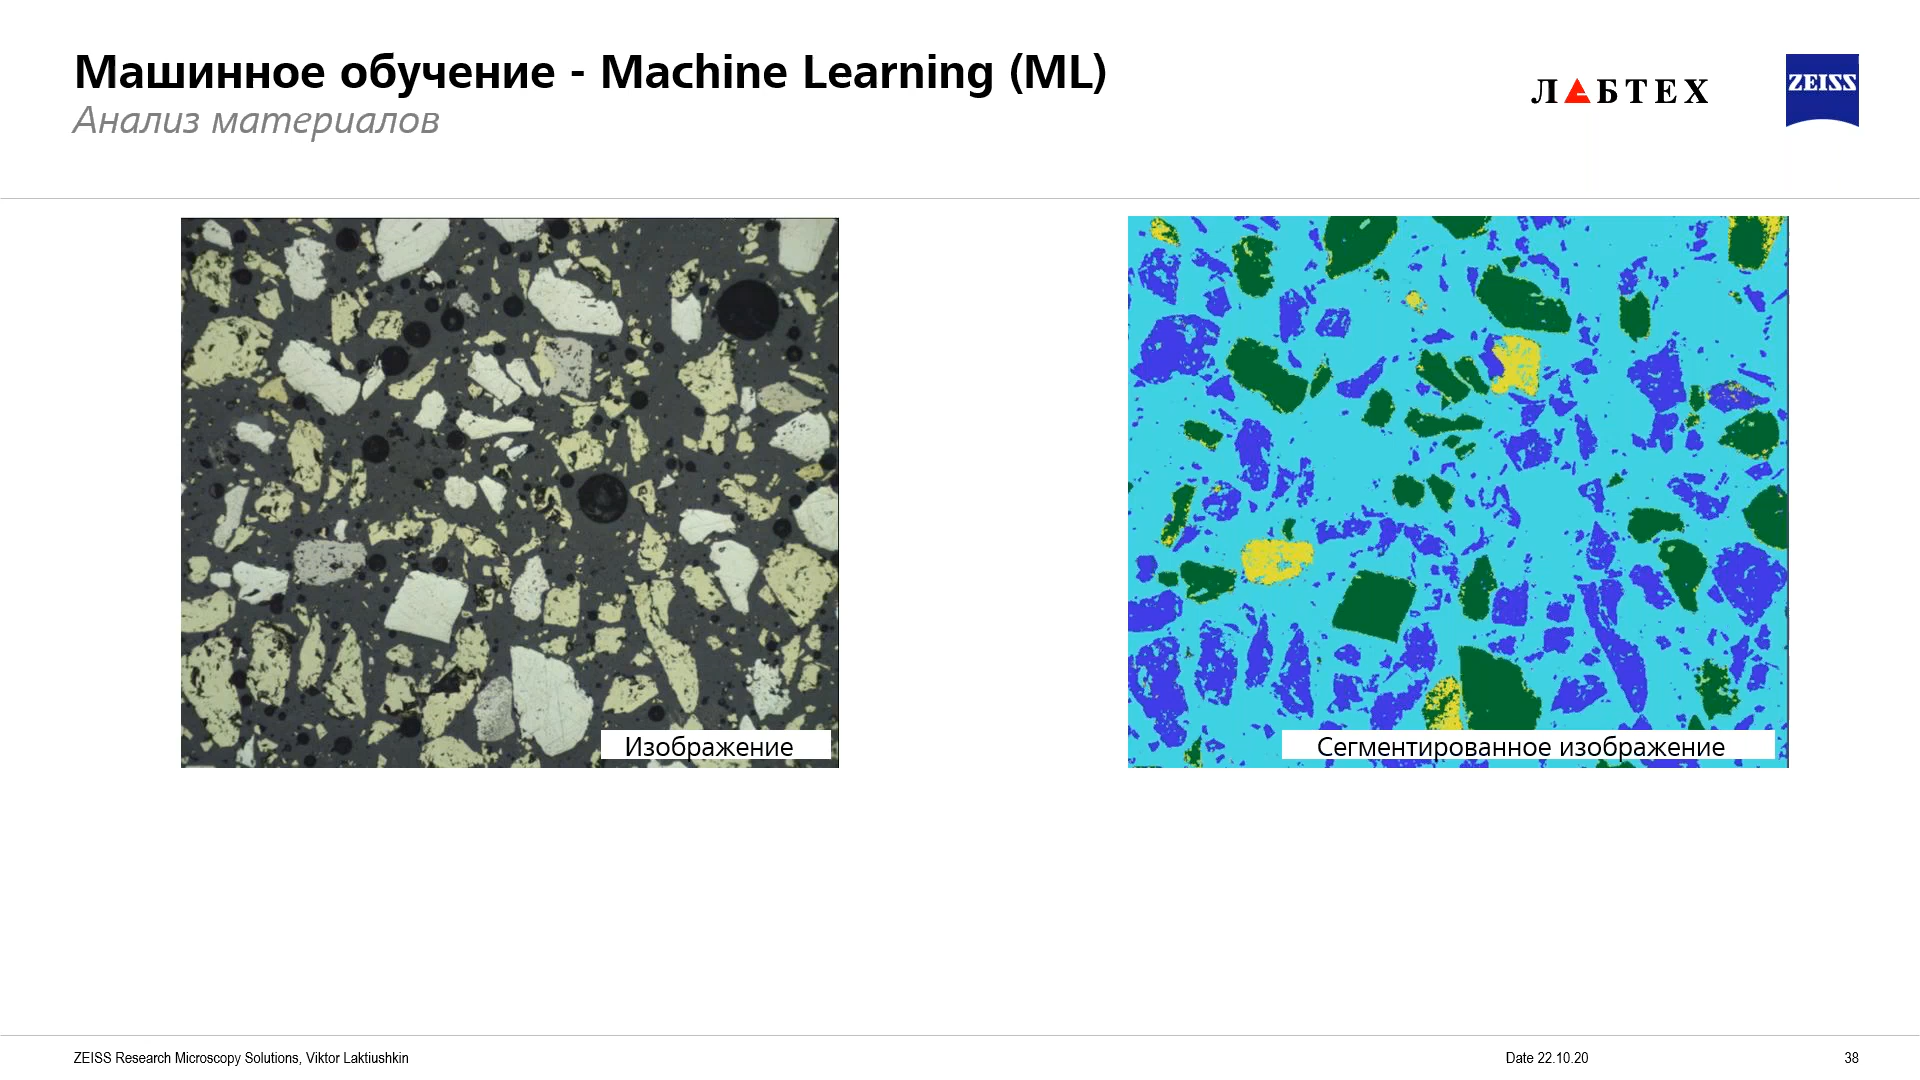 Машинное обучение - Machine Learning (ML)
Анализ материалов
ЛАБТЕХ
ZEISS
Изображение
Сегментированное изображение
ZEISS Research Microscopy Solutions, Viktor Laktiushkin
Date 22.10.20
38